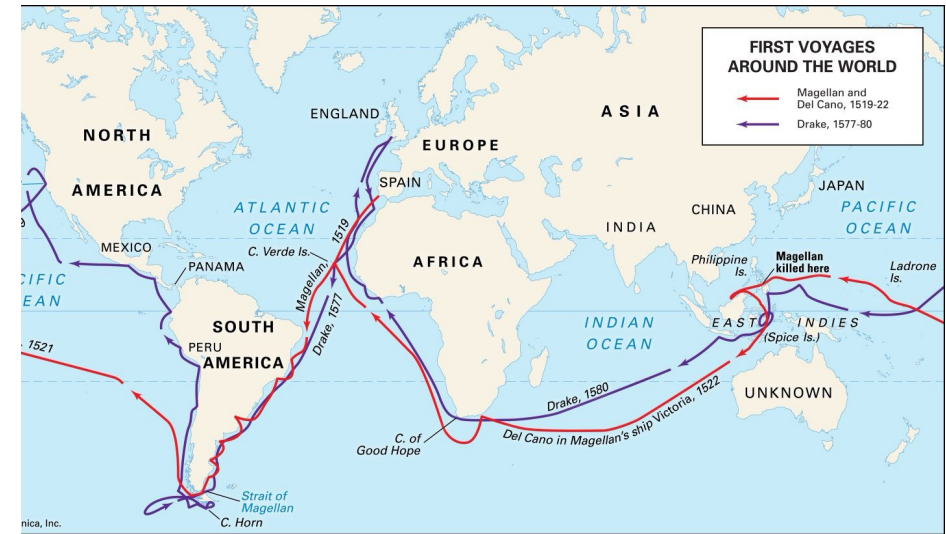 FIRST VOYAGES
AROUND THE WORLD
Magellan and
Del Cano, 1519-22
Drake, 1577-80
ENGLAND
ASIA
NORTH
AMERICA
EUROPE
SPAIN
JAPAN
ATLANTIC
OCEAN
CHINA
PACIFIC
OCEAN
INDIA
9
MEXICO
C. Verde Is.
Magellan, 1519
PANAMA
AFRICA
Philippine
Is.
Magellan
killed here
Ladrone
Is.
CIFIC
EAN
Drake, 1577
SOUTH
AMERICA
PERU
INDIAN
OCEAN
EAST INDIES
(Spice Is.)
1521
UNKNOWN
Drake, 1580
Del Cano in Magellan's ship Victoria, 1522
C. of
Good Hope
Strait of
Magellan
C. Horn
nica, Inc.